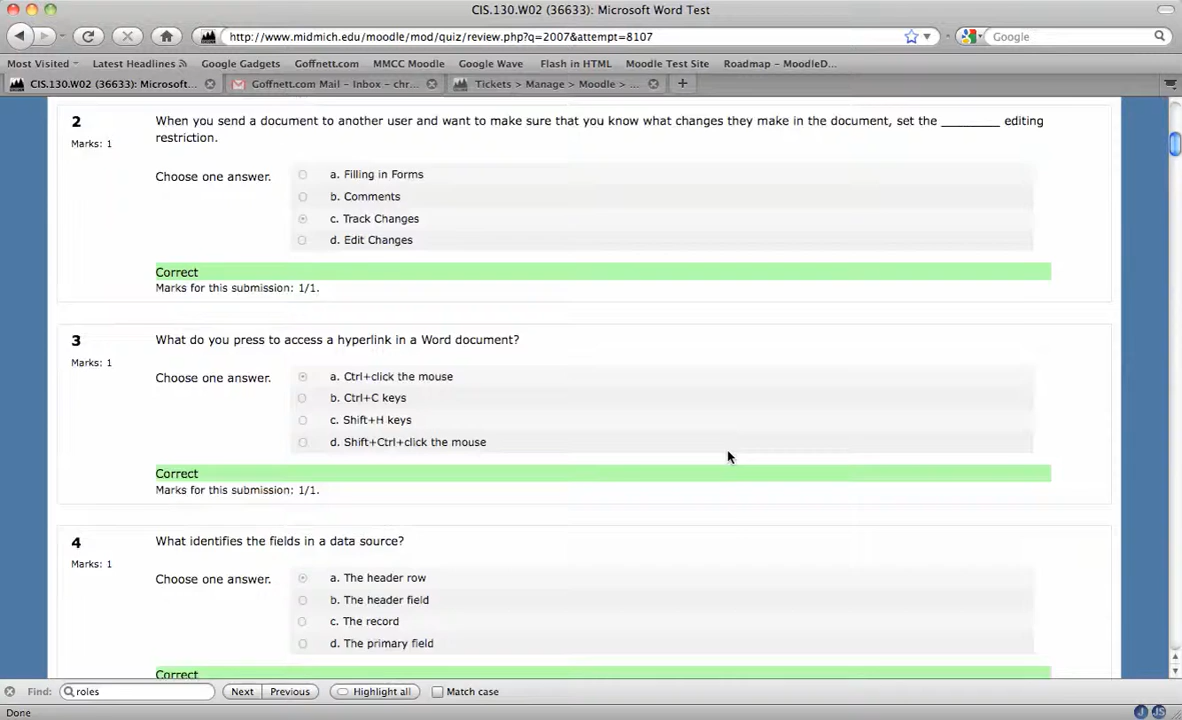 CIS.130.W02 (36633): Microsoft Word Test
http://www.midmich.edu/moodle/mod/quiz/review.php?q=2007&attempt=8107
Google
Most Visited
Latest Headlines
Google Gadgets
Goffnett.com
MMCC Moodle
Google Wave
Flash in HTML
Moodle Test Site
Roadmap – MoodleD...
CIS.130.W02 (36633): Microsoft...
Goffnett.com Mail – Inbox – chr...
Tickets > Manage > Moodle > ...
2
Marks: 1
When you send a document to another user and want to make sure that you know what changes they make in the document, set the ________ editing
restriction.
Choose one answer.
a. Filling in Forms
b. Comments
c. Track Changes
d. Edit Changes
Correct
Marks for this submission: 1/1.
3
Marks: 1
What do you press to access a hyperlink in a Word document?
Choose one answer.
a. Ctrl+click the mouse
b. Ctrl+C keys
c. Shift+H keys
d. Shift+Ctrl+click the mouse
Correct
Marks for this submission: 1/1.
4
Marks: 1
What identifies the fields in a data source?
Choose one answer.
a. The header row
b. The header field
c. The record
d. The primary field
Correct
Find: roles Next Previous Highlight all Match case
Done
JS